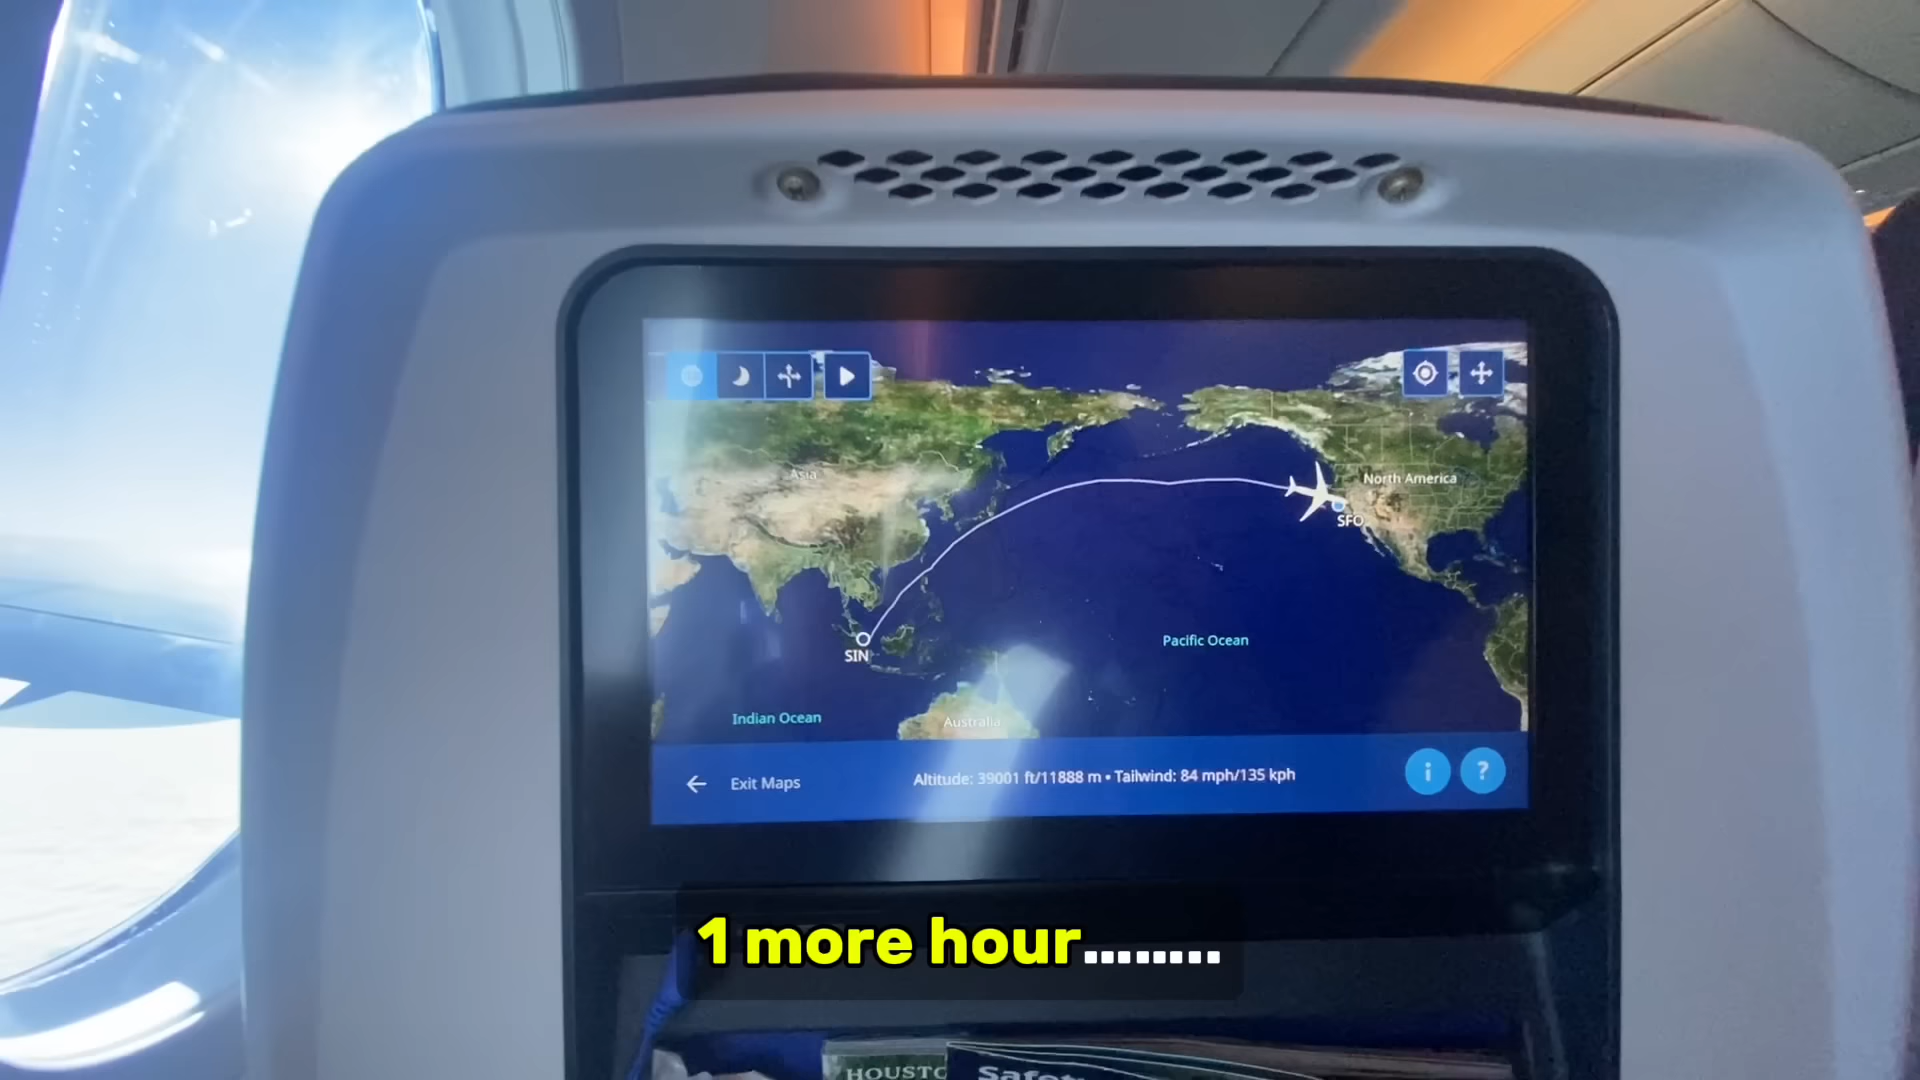 Asia
North America
SFO
SIN
Pacific Ocean
Indian Ocean
Australia
Exit Maps
Altitude: 39001 ft/11888 m • Tailwind: 84 mph/135 kph
i
?
1 more hour........
HOUSTO
Safet